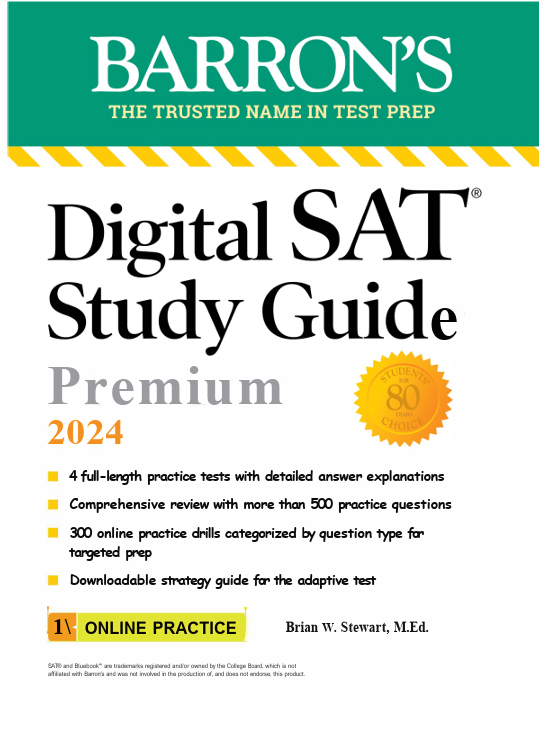 BARRON'S
THE TRUSTED NAME IN TEST PREP
Digital SAT®
Study Guide
Premium
2024
STUDENTS'
FOR
80
YEARS
CHOICE
4 full-length practice tests with detailed answer explanations
Comprehensive review with more than 500 practice questions
300 online practice drills categorized by question type for
targeted prep
Downloadable strategy guide for the adaptive test
1\ ONLINE PRACTICE
Brian W. Stewart, M.Ed.
SAT® and Bluebook™ are trademarks registered and/or owned by the College Board, which is not
affiliated with Barron's and was not involved in the production of, and does not endorse, this product.